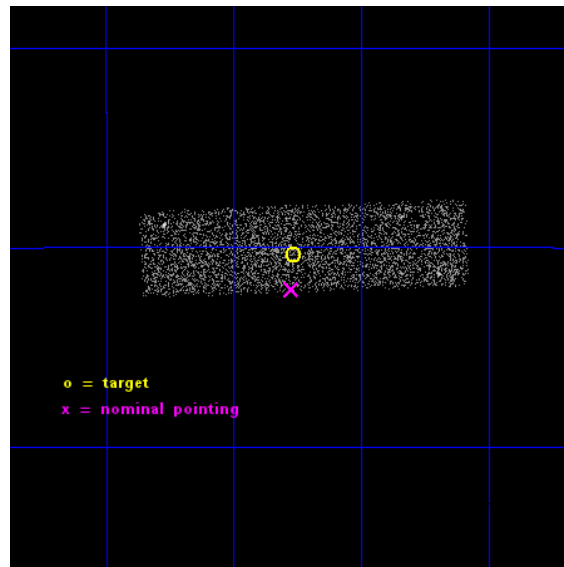 o = target
x = nominal pointing